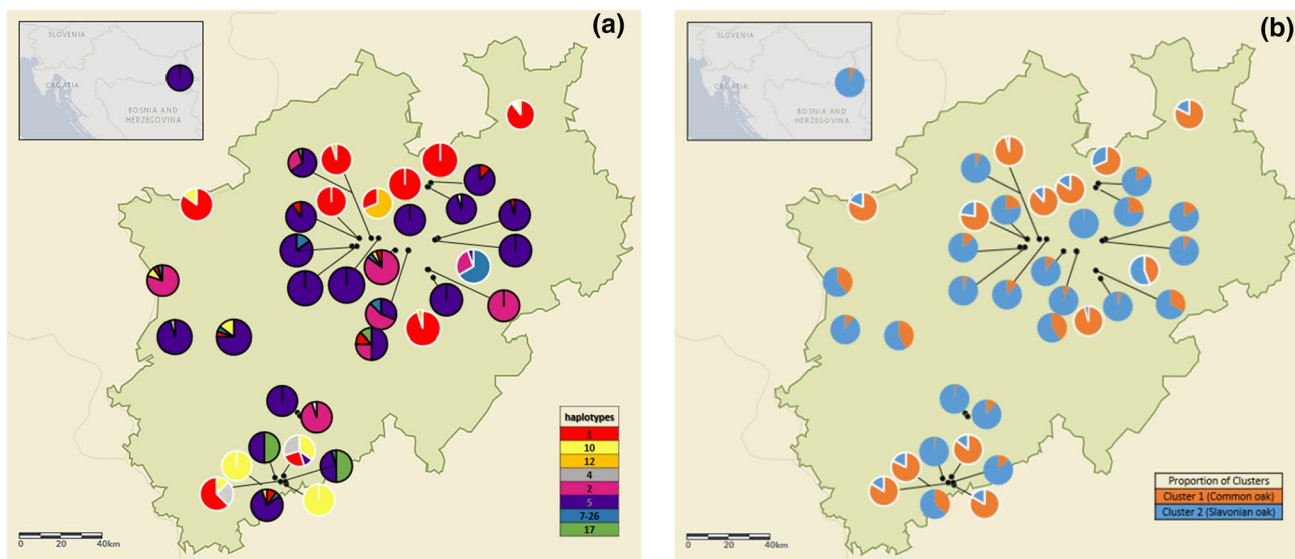 (a)
SLOVENIA
CROATIA
BOSNIA AND
HERZEGOVINA
haplotypes
1
10
12
4
2
5
7-26
17
0 20 40km
(b)
SLOVENIA
CROATIA
BOSNIA AND
HERZEGOVINA
Proportion of Clusters
Cluster 1 (Common oak)
Cluster 2 (Slavonian oak)
0 20 40km